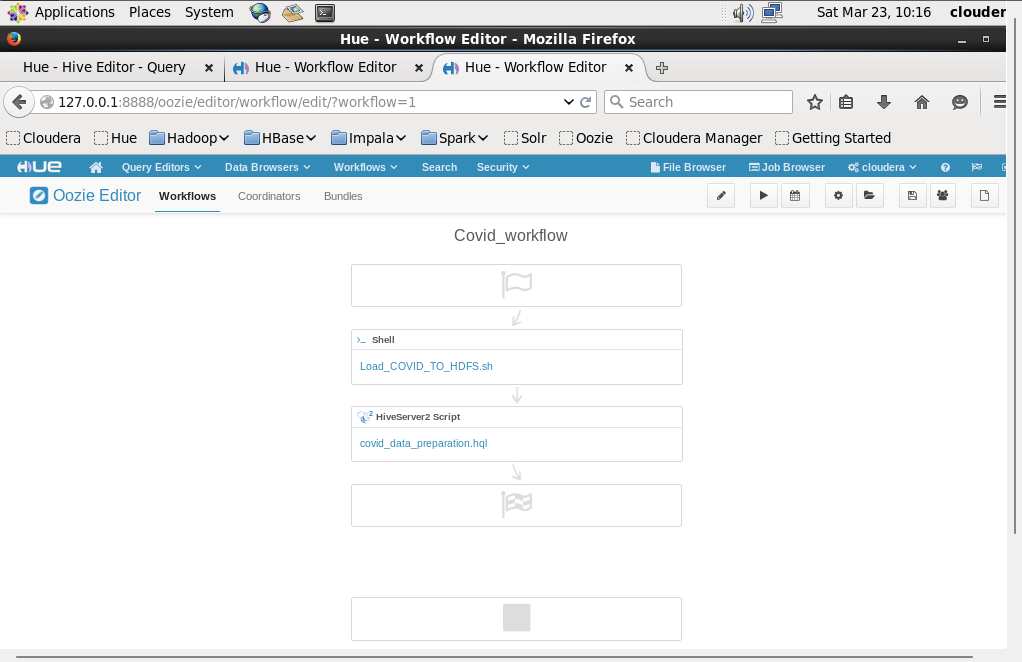 Applications Places System Sat Mar 23, 10:16 clouder
Hue - Workflow Editor - Mozilla Firefox
Hue - Hive Editor - Query Hue - Workflow Editor Hue - Workflow Editor
127.0.0.1:8888/oozie/editor/workflow/edit/?workflow=1 Search
Cloudera Hue Hadoop HBase Impala Spark Solr Oozie Cloudera Manager Getting Started
HUE Query Editors Data Browsers Workflows Search Security File Browser Job Browser cloudera
Oozie Editor Workflows Coordinators Bundles
Covid_workflow
Shell
Load_COVID_TO_HDFS.sh
HiveServer2 Script
covid_data_preparation.hql